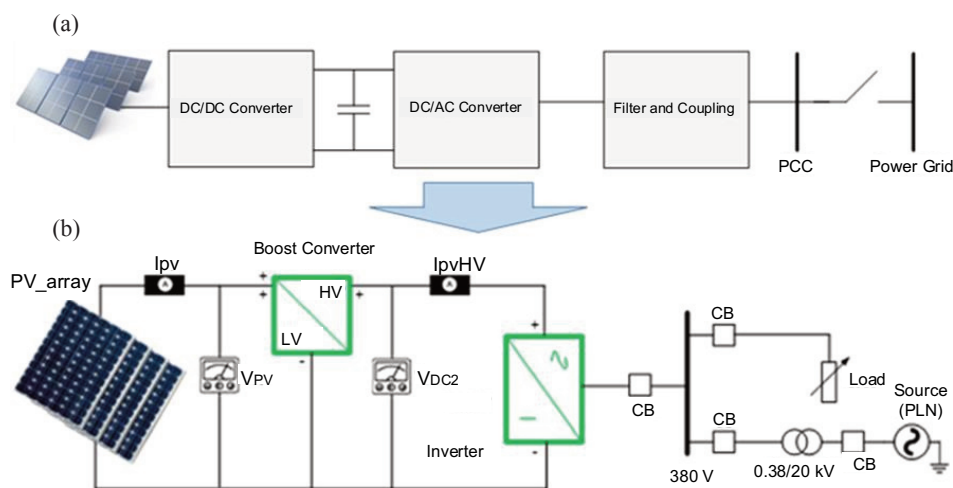 (a)
DC/DC Converter
DC/AC Converter
Filter and Coupling
PCC
Power Grid
(b)
Boost Converter
Ipv
IpvHV
PV_array
A
A
+
+
HV
+
LV
-
VPV
VDC2
+
-
Inverter
CB
CB
CB
CB
Load
Source
(PLN)
380 V
0.38/20 kV